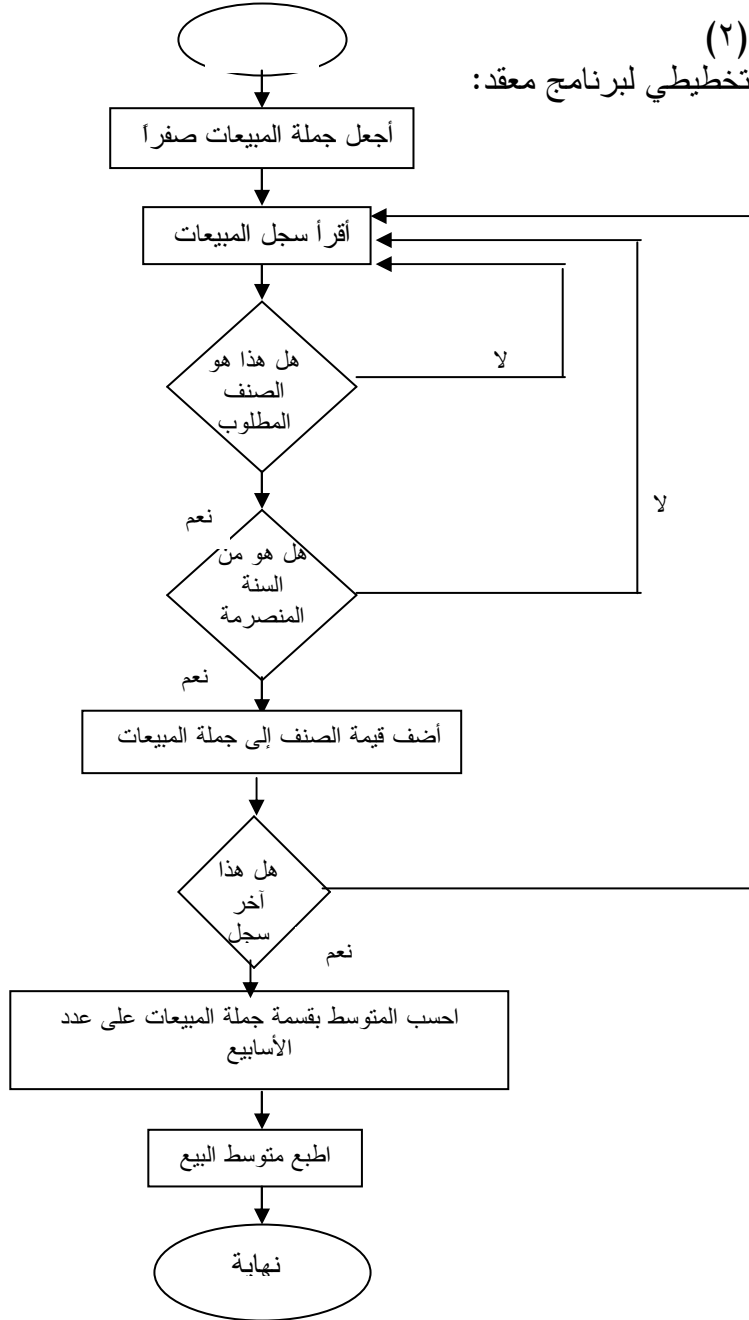 (٢)
تخطيطي لبرنامج معقد:
أجعل جملة المبيعات صفراً
أقرأ سجل المبيعات
هل هذا هو
الصنف
المطلوب
لا
نعم
هل هو من
السنة
المنصرمة
لا
نعم
أضف قيمة الصنف إلى جملة المبيعات
هل هذا
آخر
سجل
نعم
احسب المتوسط بقسمة جملة المبيعات على عدد
الأسابيع
اطبع متوسط البيع
نهاية